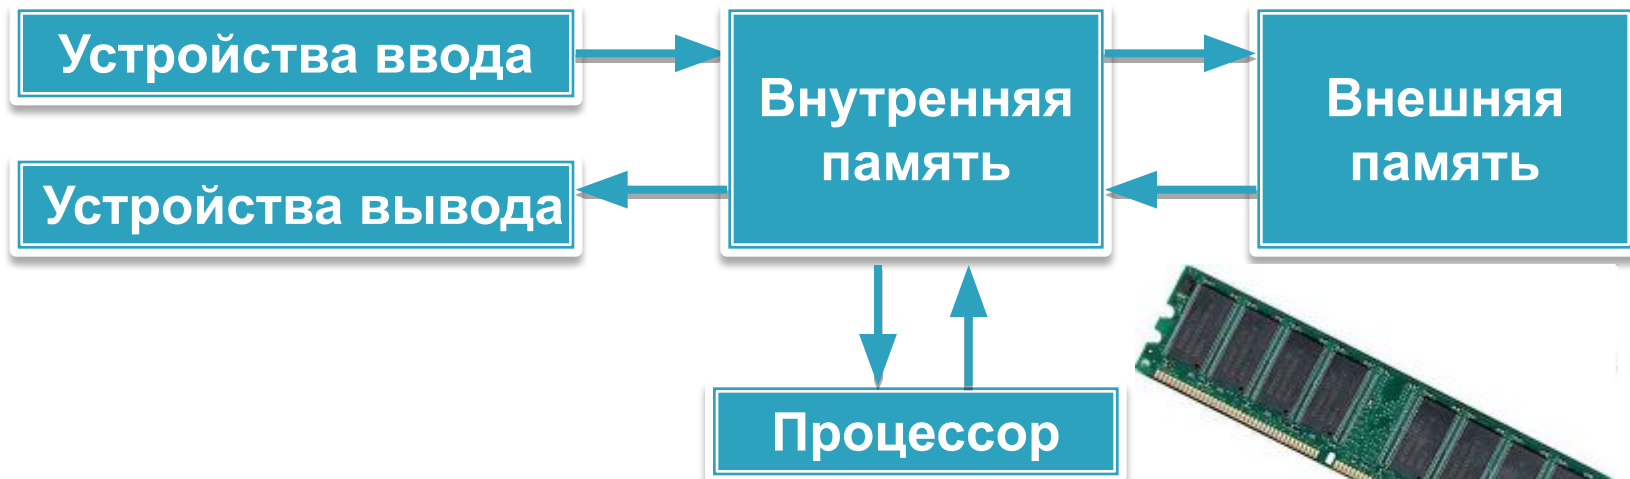 Устройства ввода
Внутренняя
память
Внешняя
память
Устройства вывода
Процессор